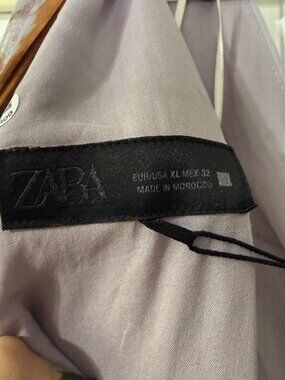 ZARA
EUR/USA XL MEX 32
MADE IN MOROCCO